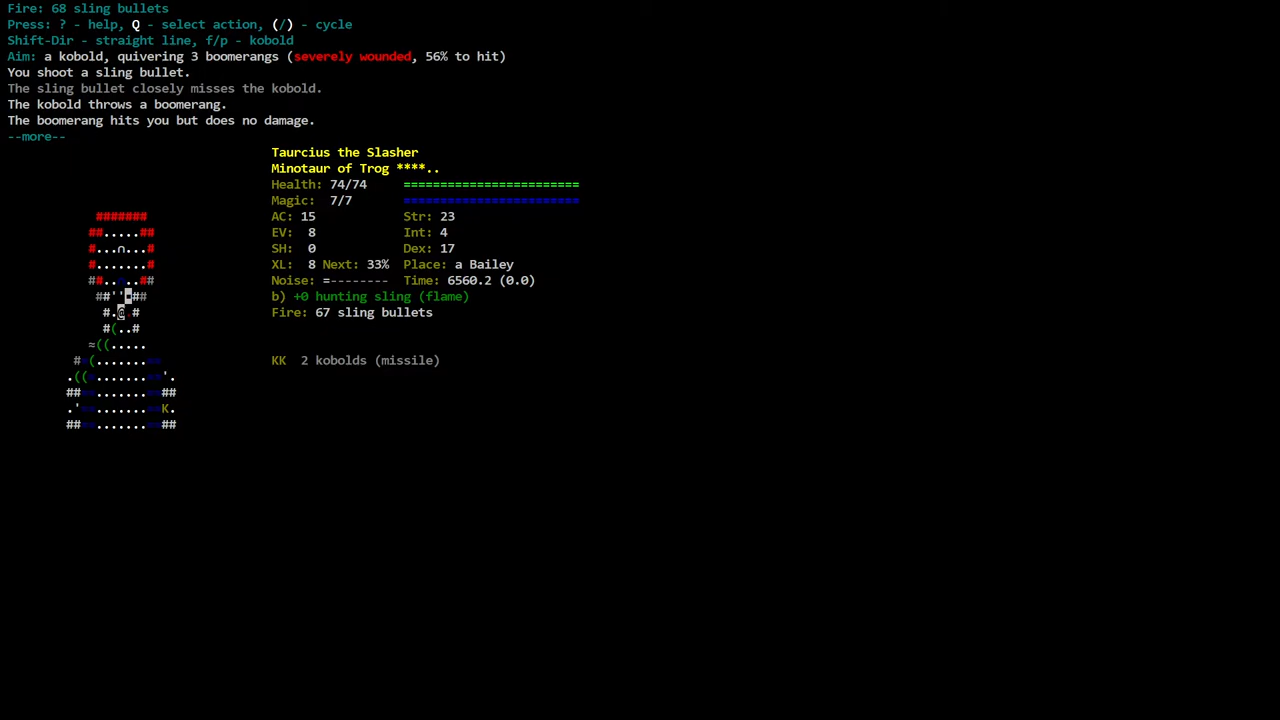 Fire: 68 sling bullets
Press: ? - help, Q - select action, (/) - cycle
Shift-Dir - straight line, f/p - kobold
Aim: a kobold, quivering 3 boomerangs (severely wounded, 56% to hit)
You shoot a sling bullet.
The sling bullet closely misses the kobold.
The kobold throws a boomerang.
The boomerang hits you but does no damage.
--more--
Taurcius the Slasher
Minotaur of Trog ****..
Health: 74/74 ========================
Magic: 7/7 ========================
AC: 15 Str: 23
EV: 8 Int: 4
SH: 0 Dex: 17
XL: 8 Next: 33% Place: a Bailey
Noise: =-------- Time: 6560.2 (0.0)
b) +0 hunting sling (flame)
Fire: 67 sling bullets
KK 2 kobolds (missile)
#######
##.....##
#...∩...#
#.......#